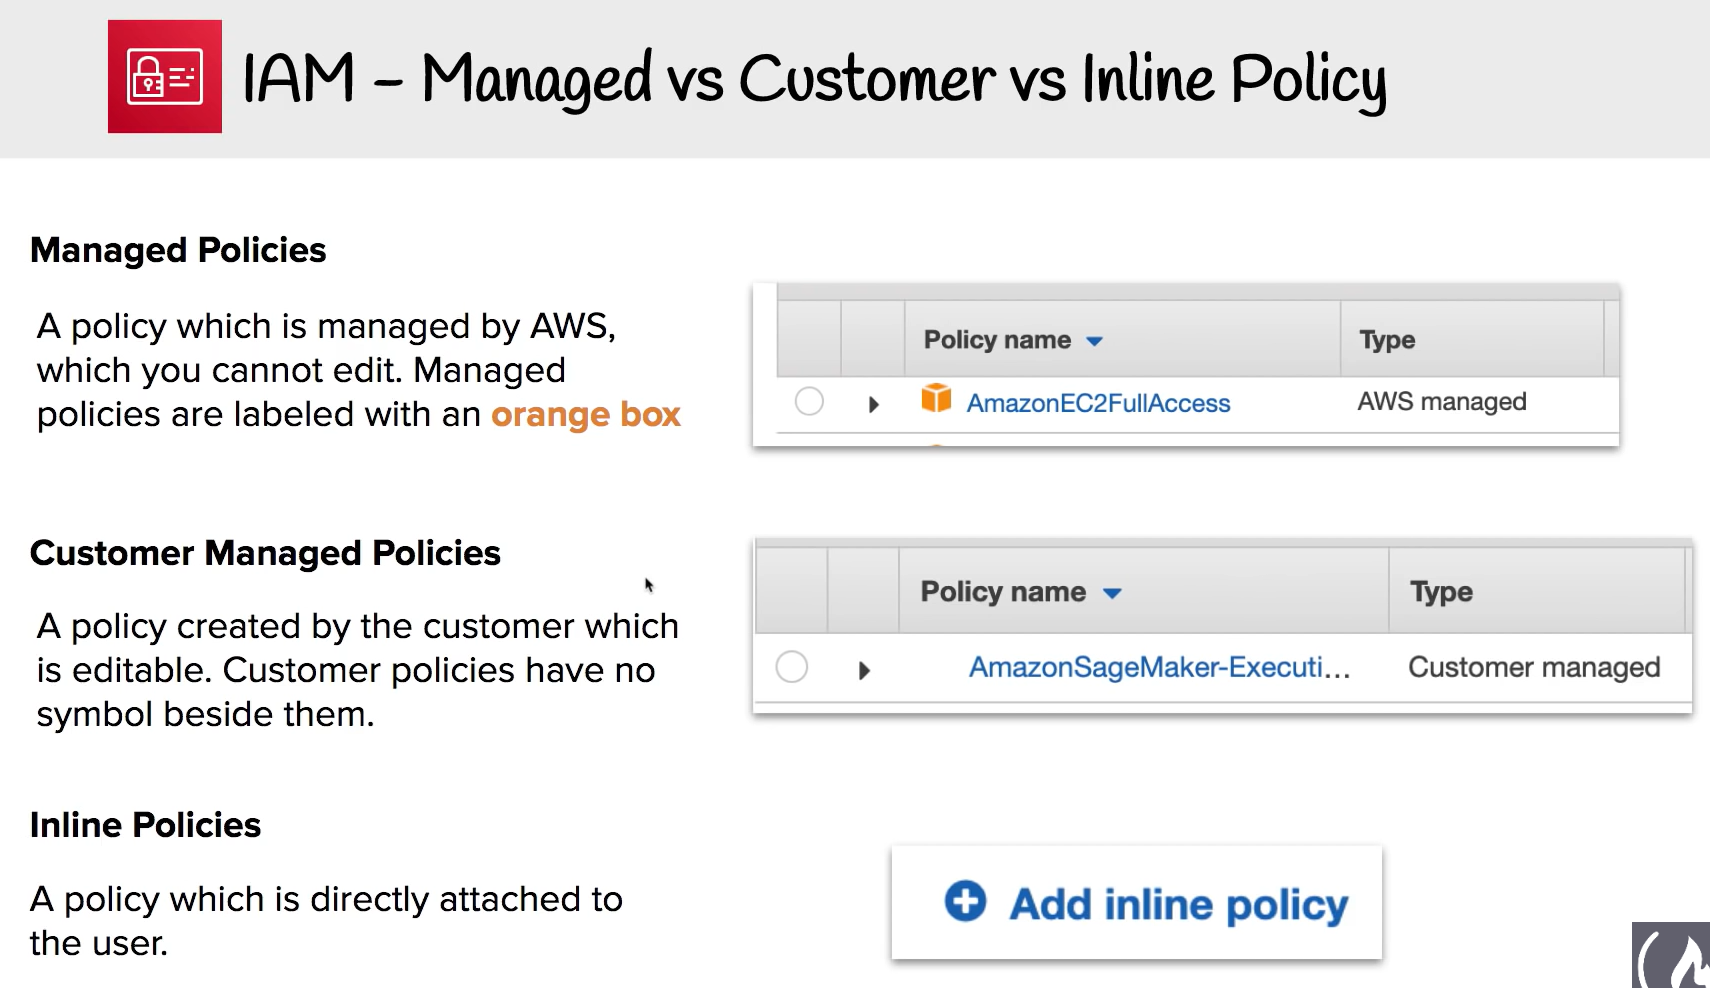 IAM - Managed vs Customer vs Inline Policy
Managed Policies
A policy which is managed by AWS,
which you cannot edit. Managed
policies are labeled with an orange box
Policy name Type
AmazonEC2FullAccess AWS managed
Customer Managed Policies
A policy created by the customer which
is editable. Customer policies have no
symbol beside them.
Policy name Type
AmazonSageMaker-Executi... Customer managed
Inline Policies
A policy which is directly attached to
the user.
Add inline policy